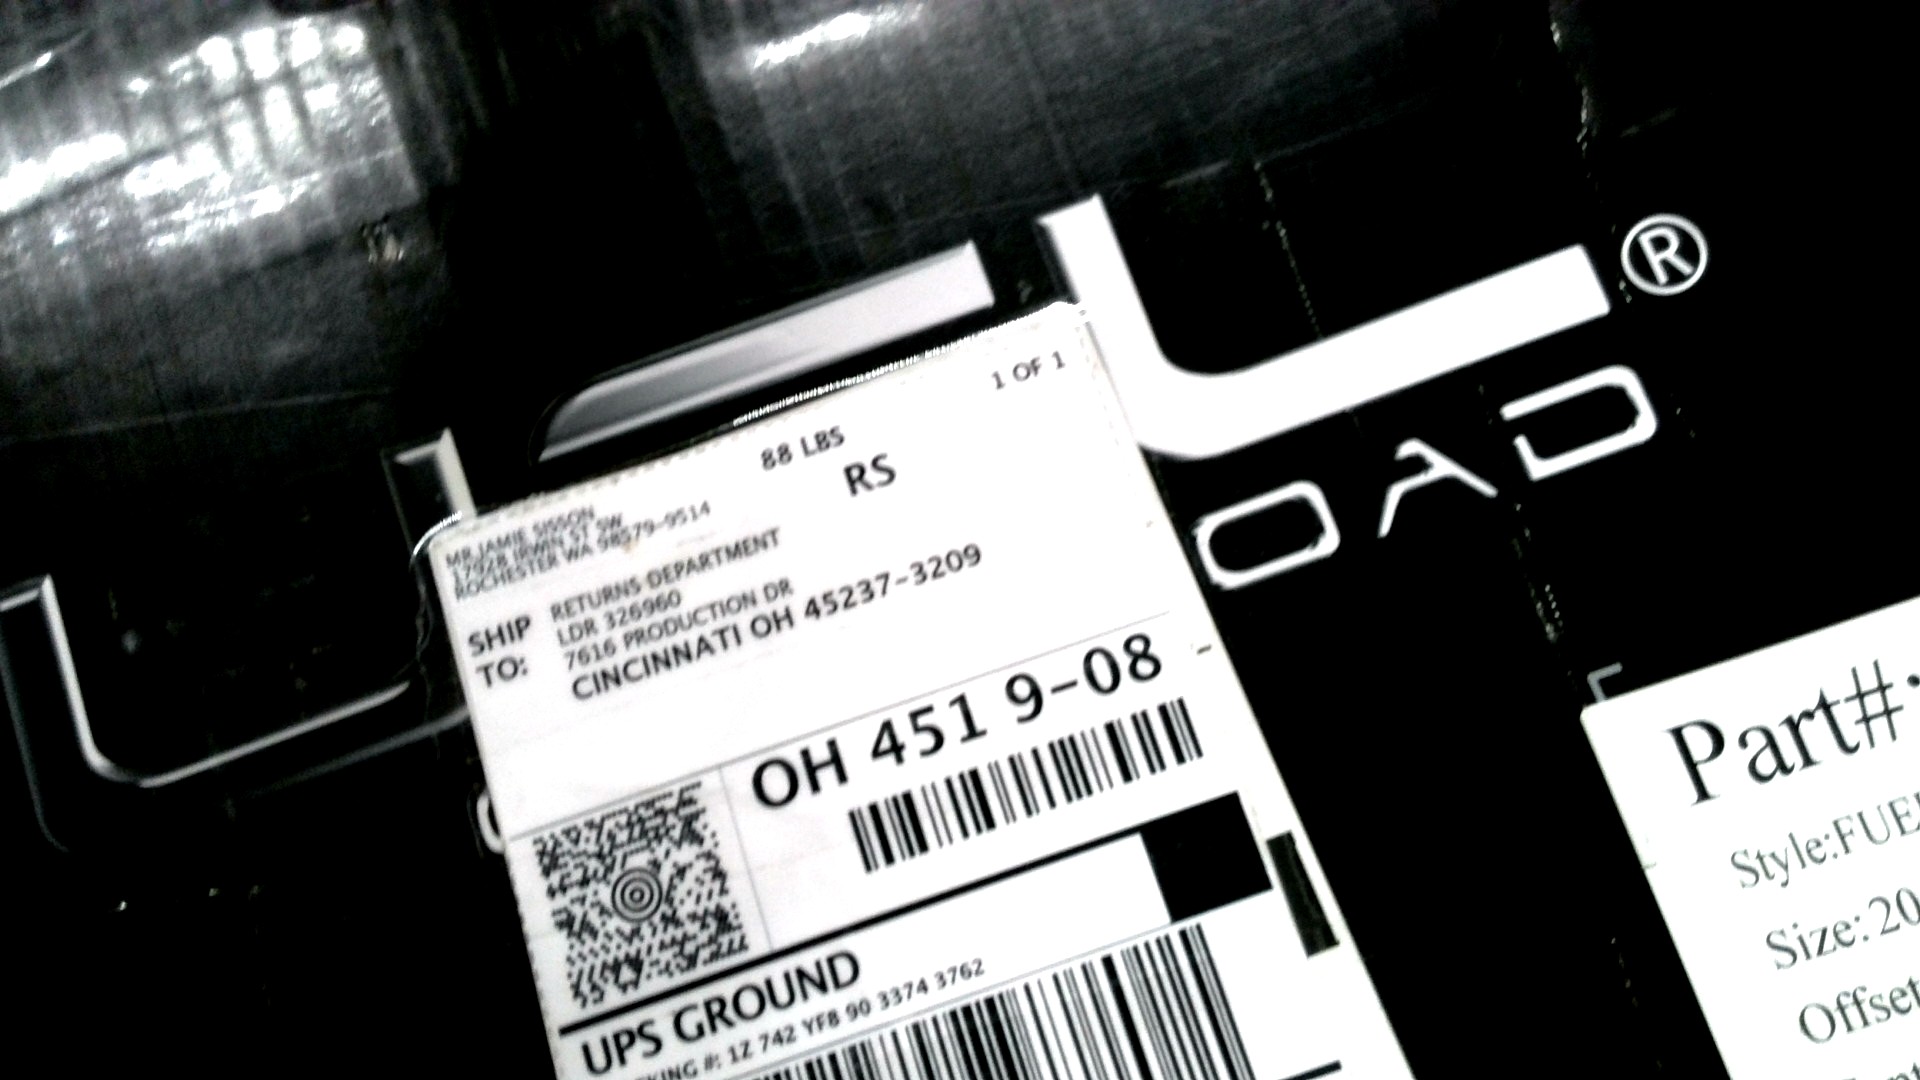 ®
OAD
1 OF 1
88 LBS
RS
MR JAMIE SISSON
17928 IRWIN ST SW
ROCHESTER WA 98579-9514
SHIP TO:
RETURNS DEPARTMENT
LDR 326960
7616 PRODUCTION DR
CINCINNATI OH 45237-3209
OH 451 9-08
UPS GROUND
KING #: 1Z 742 YF8 90 3374 3762
Part#
Style:FUE
Size:20
Offset